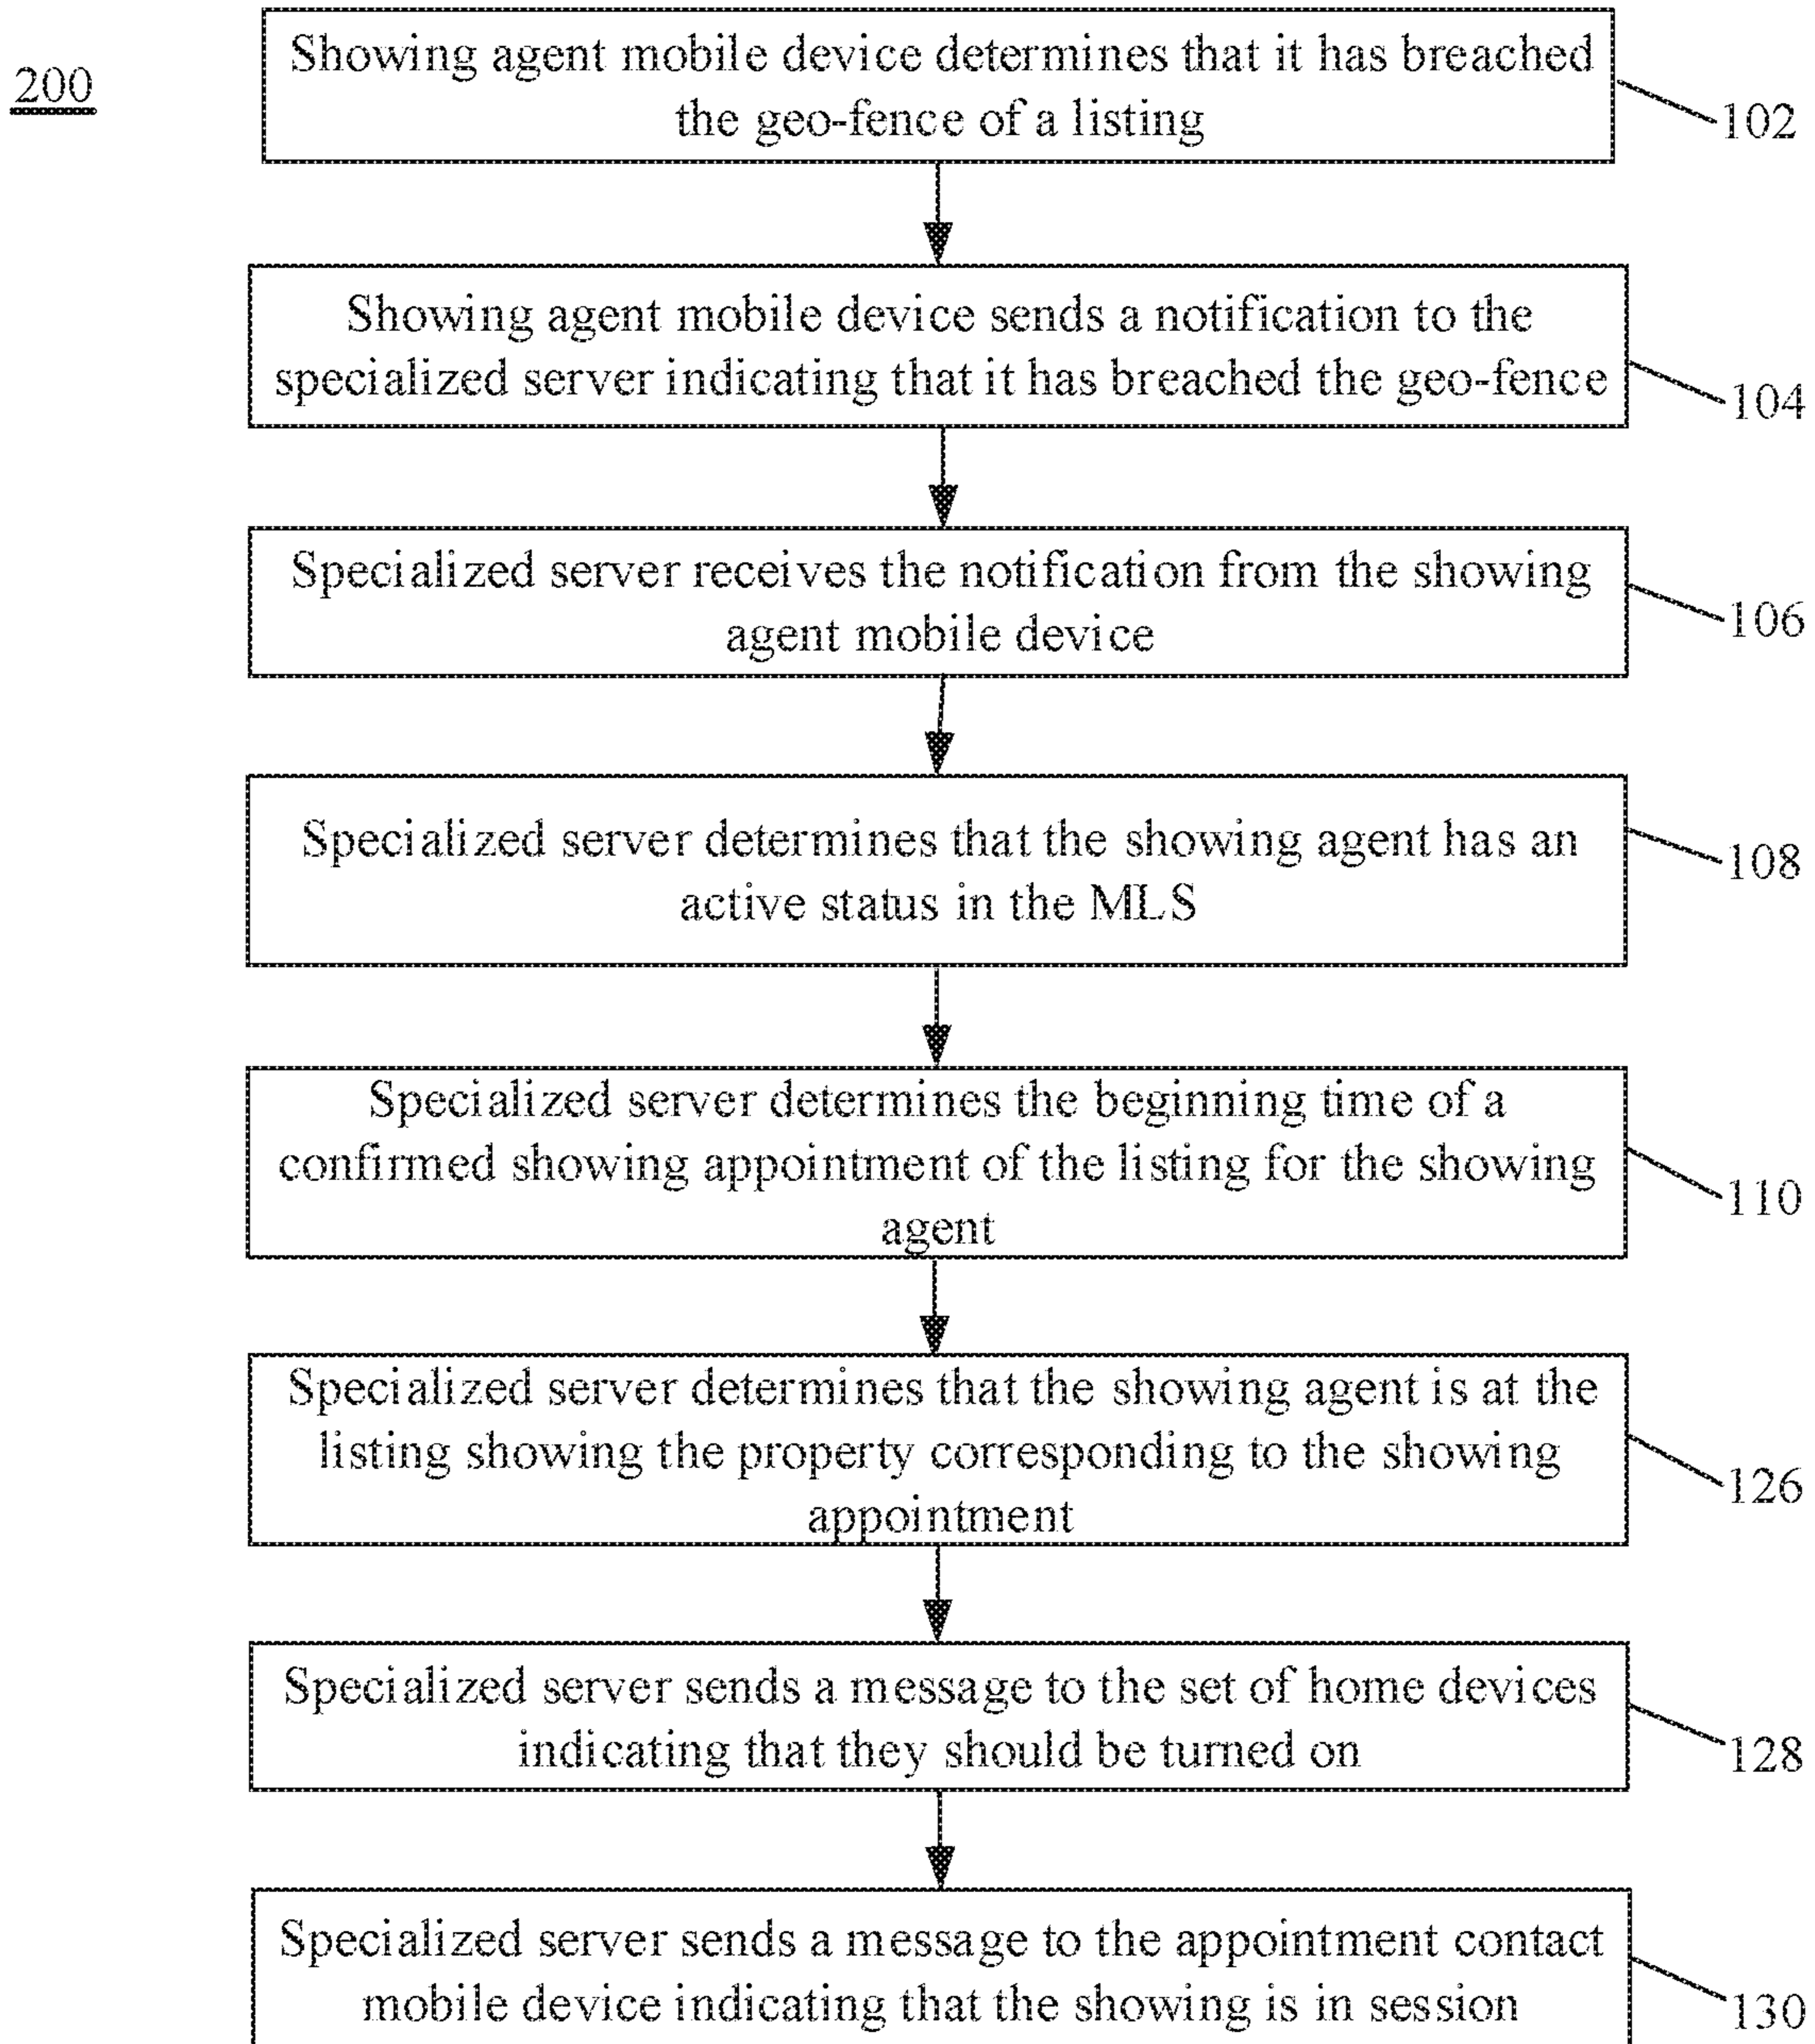 200
Showing agent mobile device determines that it has breached
the geo-fence of a listing
102
Showing agent mobile device sends a notification to the
specialized server indicating that it has breached the geo-fence
104
Specialized server receives the notification from the showing
agent mobile device
106
Specialized server determines that the showing agent has an
active status in the MLS
108
Specialized server determines the beginning time of a
confirmed showing appointment of the listing for the showing
agent
110
Specialized server determines that the showing agent is at the
listing showing the property corresponding to the showing
appointment
126
Specialized server sends a message to the set of home devices
indicating that they should be turned on
128
Specialized server sends a message to the appointment contact
mobile device indicating that the showing is in session
130